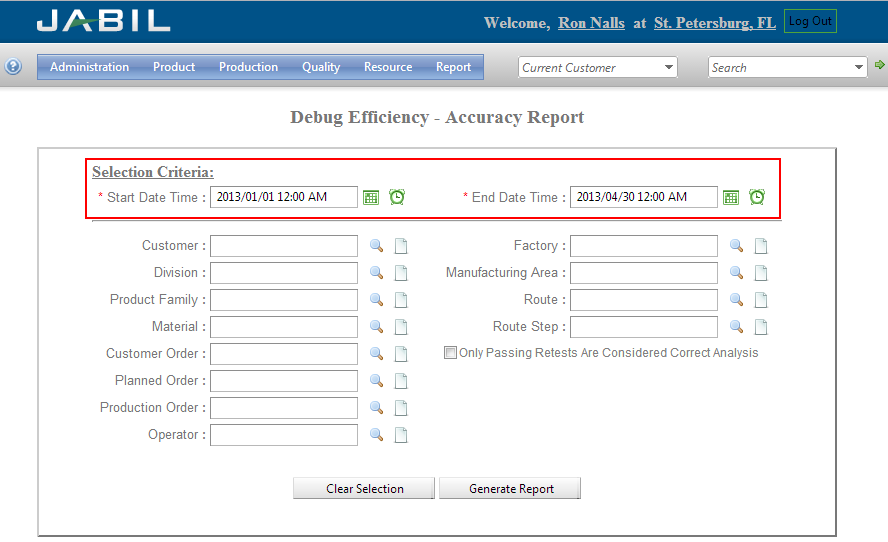 JABIL
Welcome, Ron Nalls at St. Petersburg, FL Log Out
? Administration Product Production Quality Resource Report Current Customer Search
Debug Efficiency - Accuracy Report
Selection Criteria:
* Start Date Time : 2013/01/01 12:00 AM * End Date Time : 2013/04/30 12:00 AM
Customer : Factory :
Division : Manufacturing Area :
Product Family : Route :
Material : Route Step :
Customer Order : Only Passing Retests Are Considered Correct Analysis
Planned Order :
Production Order :
Operator :
Clear Selection Generate Report